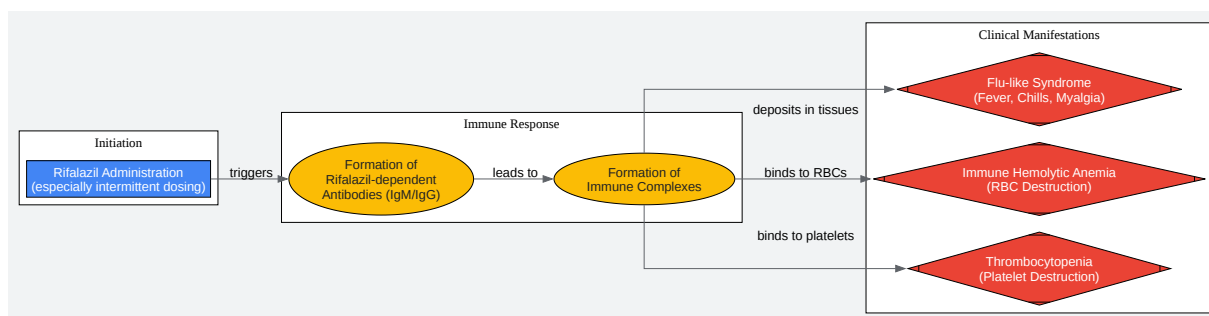 Initiation
Rifalazil Administration
(especially intermittent dosing)
triggers
Immune Response
Formation of
Rifalazil-dependent
Antibodies (IgM/IgG)
leads to
Formation of
Immune Complexes
deposits in tissues
binds to RBCs
binds to platelets
Clinical Manifestations
Flu-like Syndrome
(Fever, Chills, Myalgia)
Immune Hemolytic Anemia
(RBC Destruction)
Thrombocytopenia
(Platelet Destruction)